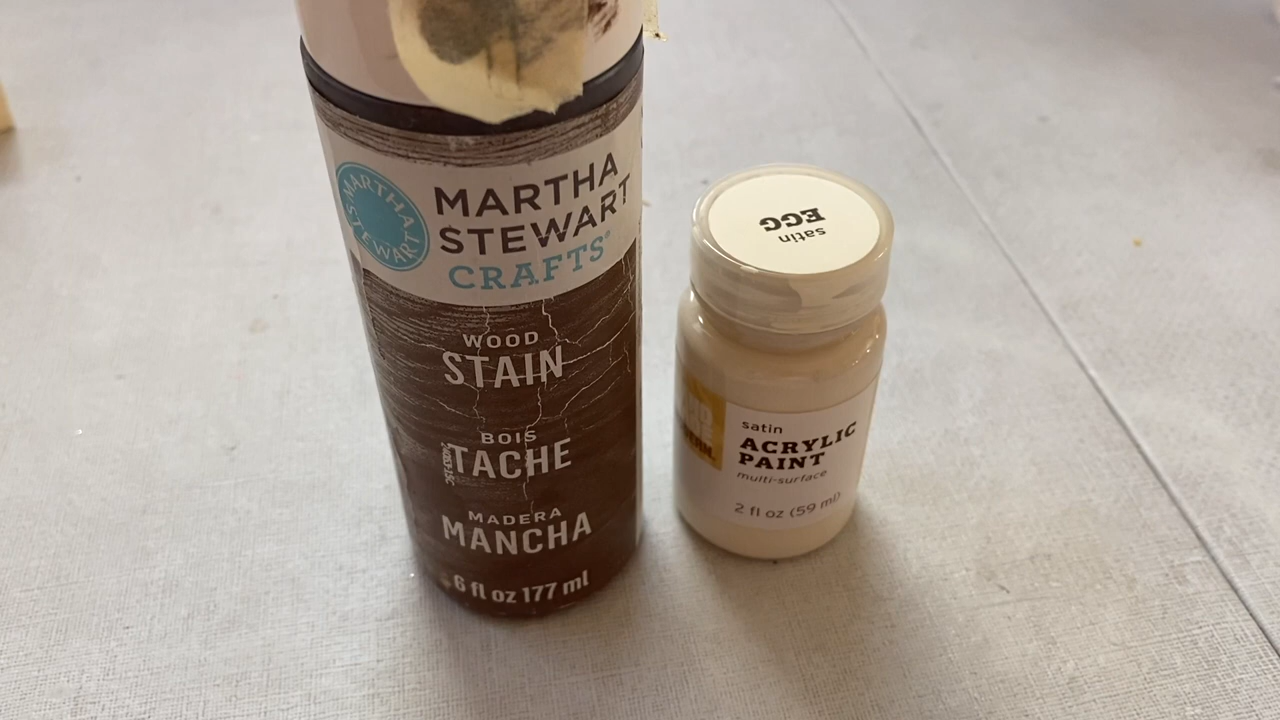 MARTHA STEWART
MARTHA
STEWART
CRAFTS®
WOOD
STAIN
BOIS
TACHE
MADERA
MANCHA
6 fl oz 177 ml
satin
EGG
satin
ACRYLIC
PAINT
multi-surface
2 fl oz (59 ml)